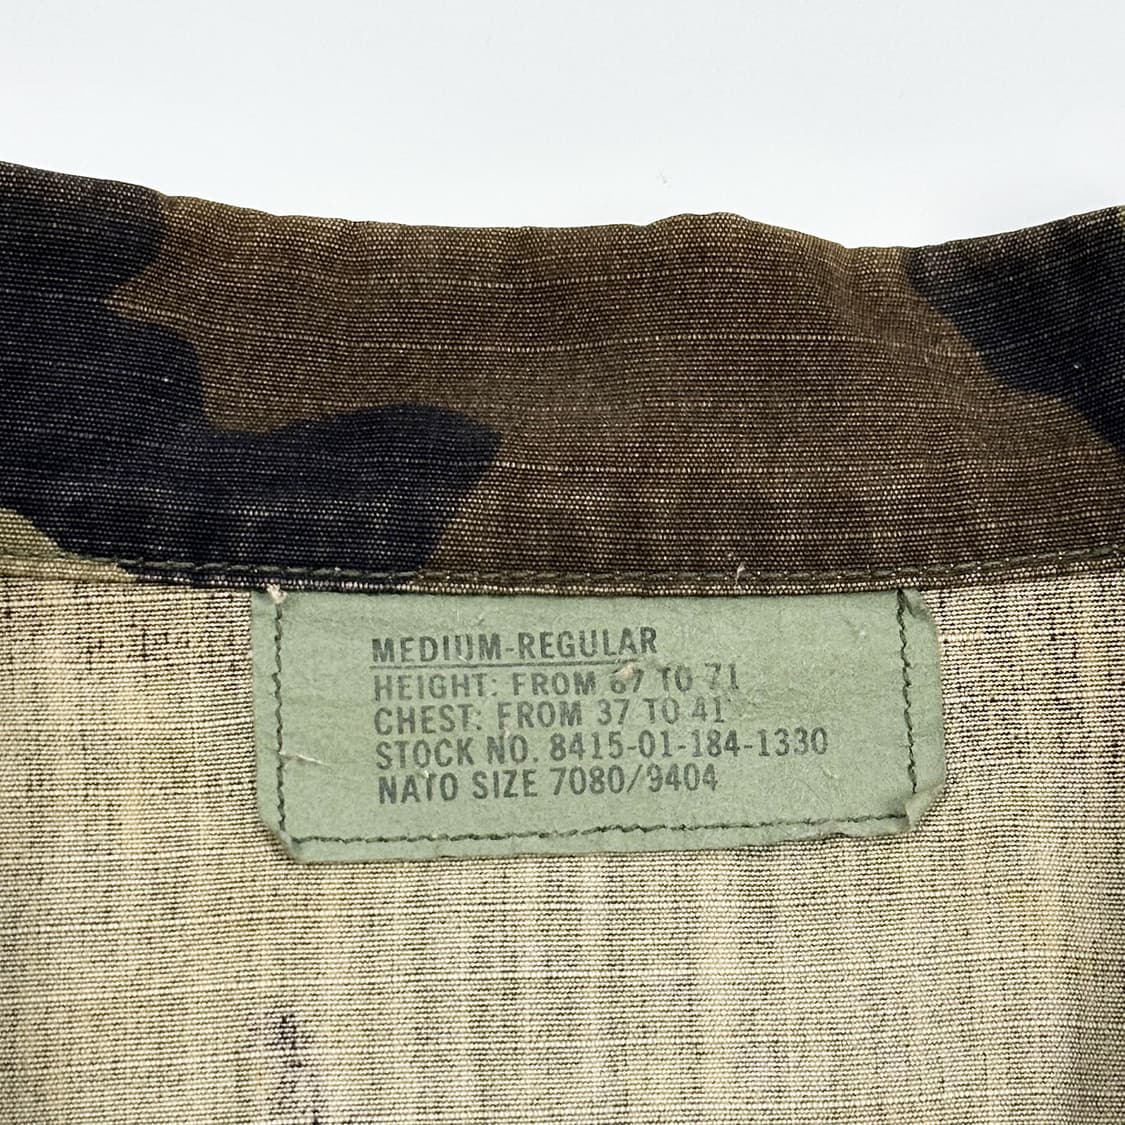 MEDIUM-REGULAR
HEIGHT: FROM 67 TO 71
CHEST: FROM 37 TO 41
STOCK NO. 8415-01-184-1330
NATO SIZE 7080/9404